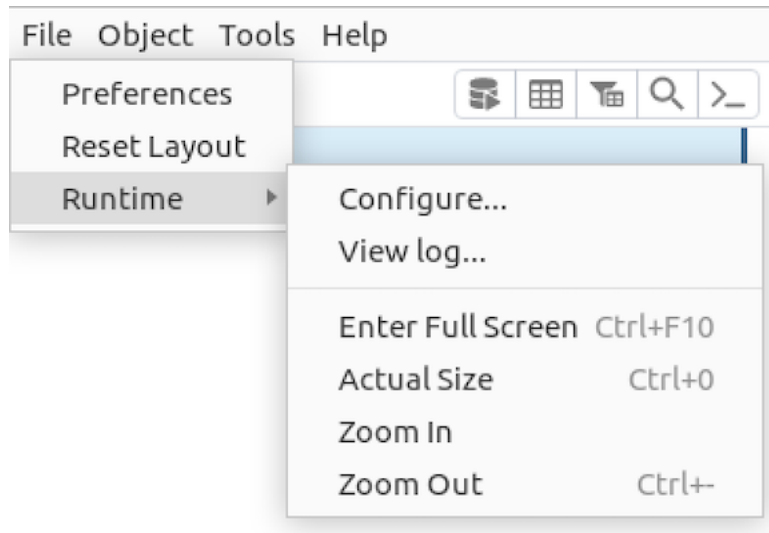 File Object Tools Help
Preferences
Reset Layout
Runtime
Configure...
View log...
Enter Full Screen Ctrl+F10
Actual Size Ctrl+0
Zoom In
Zoom Out Ctrl+-